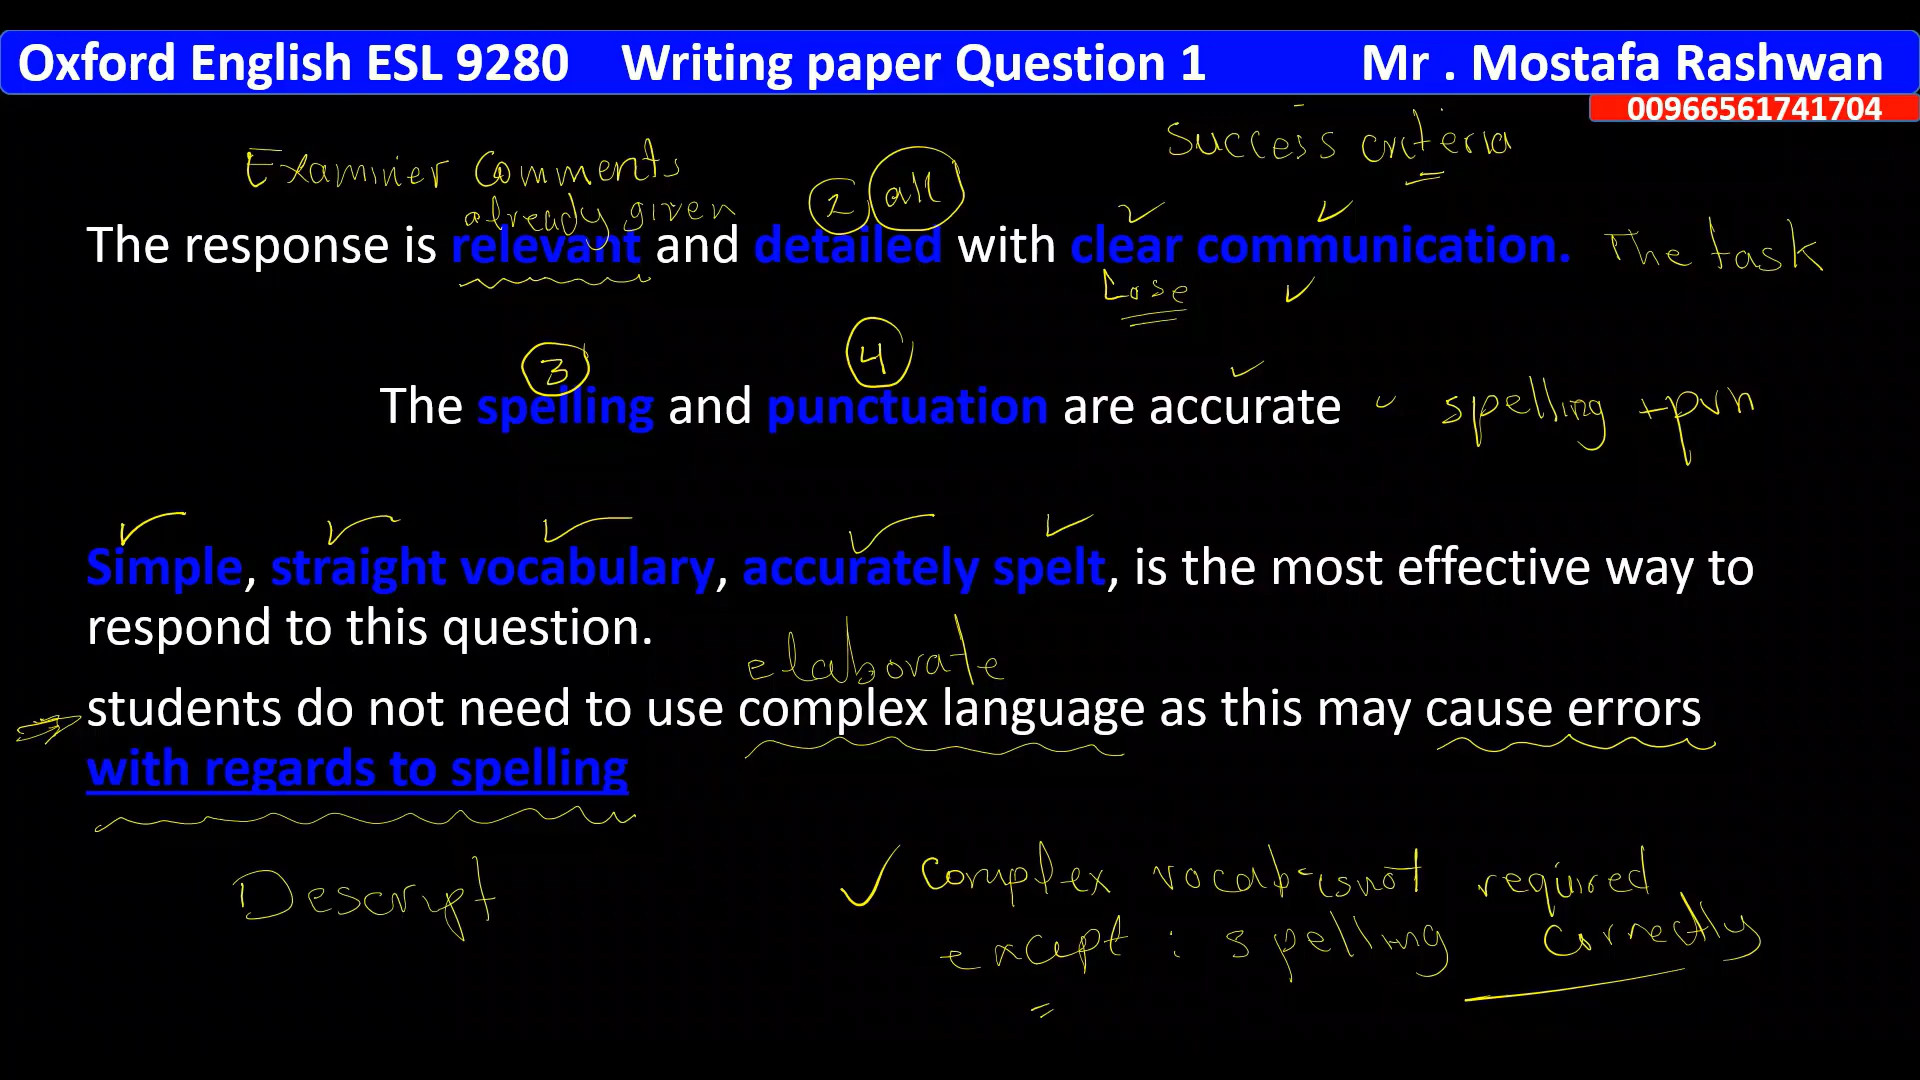 Oxford English ESL 9280 Writing paper Question 1 Mr . Mostafa Rashwan
00966561741704
Success criteria
Examinier Comments
already given
2 all
The response is relevant and detailed with clear communication. The task
Lose
3 4
The spelling and punctuation are accurate spelling + pun
Simple, straight vocabulary, accurately spelt, is the most effective way to
respond to this question.
elaborate
students do not need to use complex language as this may cause errors
with regards to spelling
Descrypt
Complex vocab is not required
except : spelling correctly